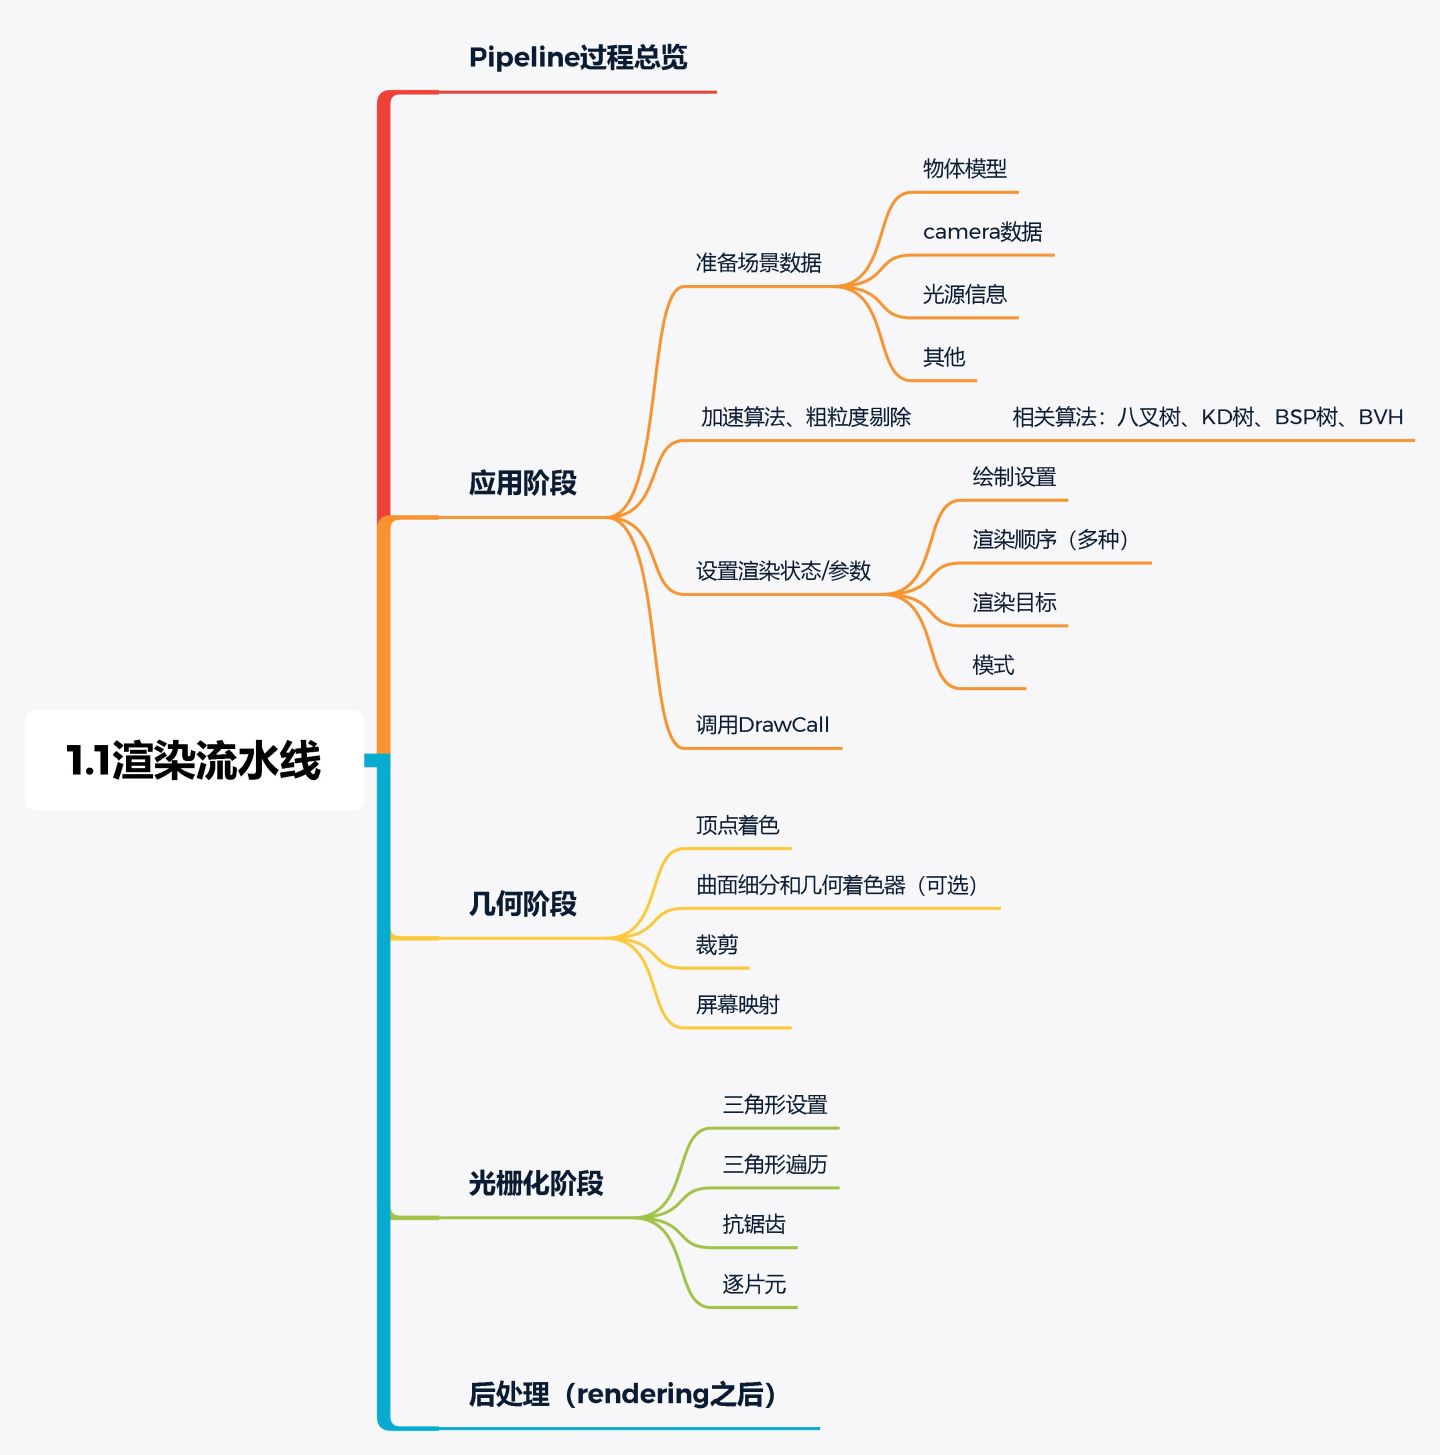 Pipeline过程总览
物体模型
camera数据
准备场景数据
光源信息
其他
加速算法、粗粒度剔除
相关算法：八叉树、KD树、BSP树、BVH
应用阶段
绘制设置
渲染顺序（多种）
设置渲染状态/参数
渲染目标
模式
调用DrawCall
1.1渲染流水线
顶点着色
曲面细分和几何着色器（可选）
几何阶段
裁剪
屏幕映射
三角形设置
三角形遍历
光栅化阶段
抗锯齿
逐片元
后处理（rendering之后）